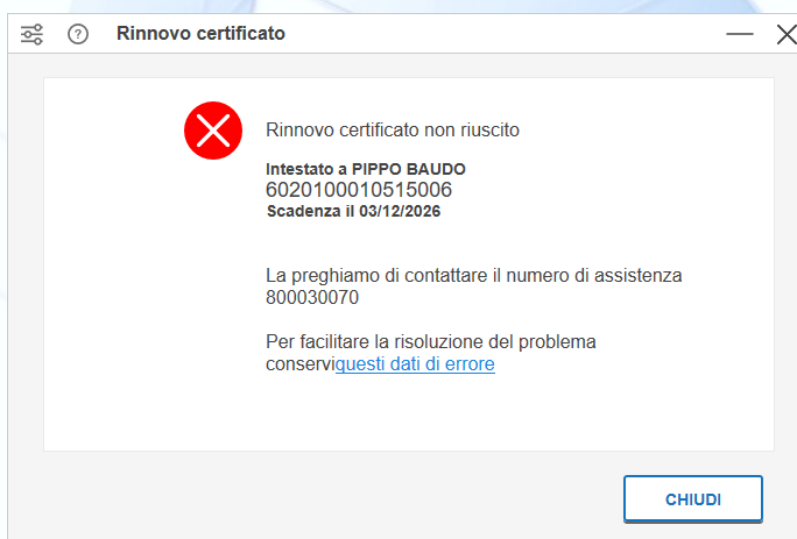 Rinnovo certificato
Rinnovo certificato non riuscito
Intestato a PIPPO BAUDO
6020100010515006
Scadenza il 03/12/2026
La preghiamo di contattare il numero di assistenza
800030070
Per facilitare la risoluzione del problema
conserviquesti dati di errore
CHIUDI